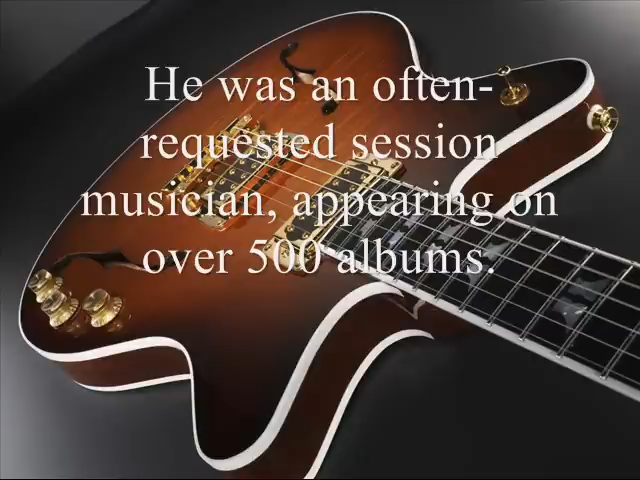 He was an often-
requested session
musician, appearing on
over 500 albums.